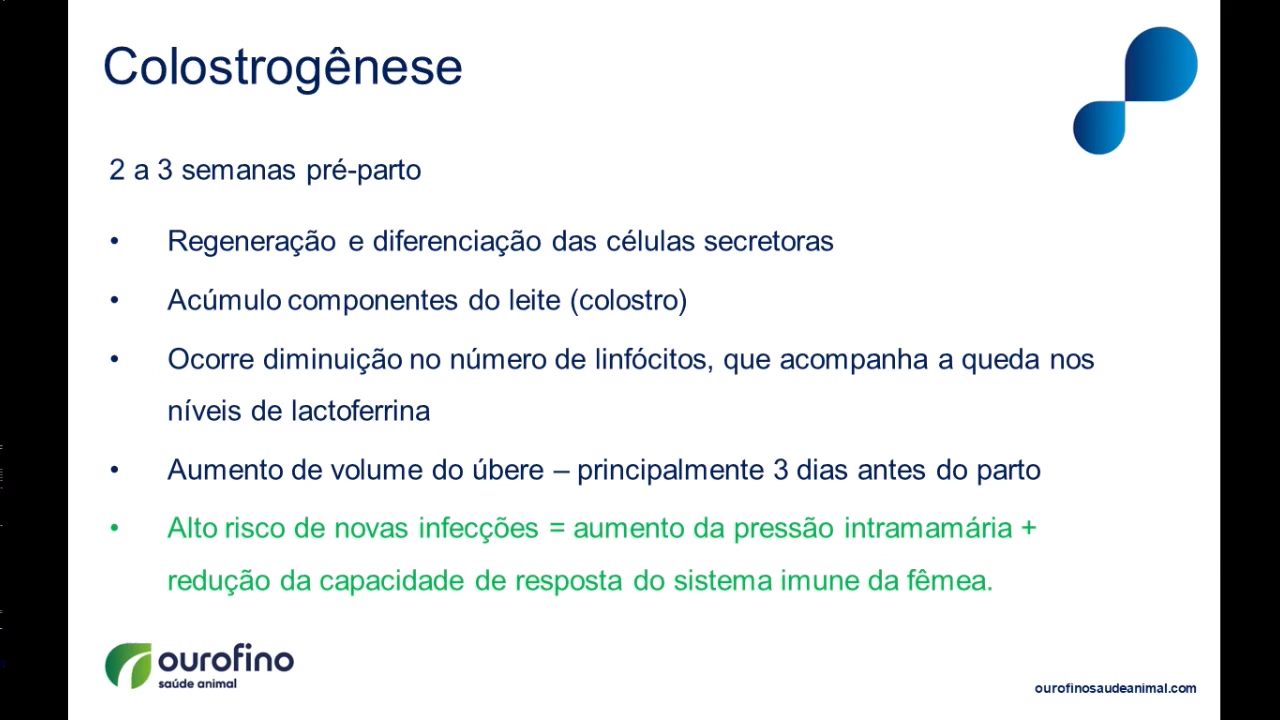 Colostrogênese
2 a 3 semanas pré-parto
• Regeneração e diferenciação das células secretoras
• Acúmulo componentes do leite (colostro)
• Ocorre diminuição no número de linfócitos, que acompanha a queda nos
níveis de lactoferrina
• Aumento de volume do úbere – principalmente 3 dias antes do parto
• Alto risco de novas infecções = aumento da pressão intramamária +
redução da capacidade de resposta do sistema imune da fêmea.
ourofino
saúde animal
ourofinosaudeanimal.com